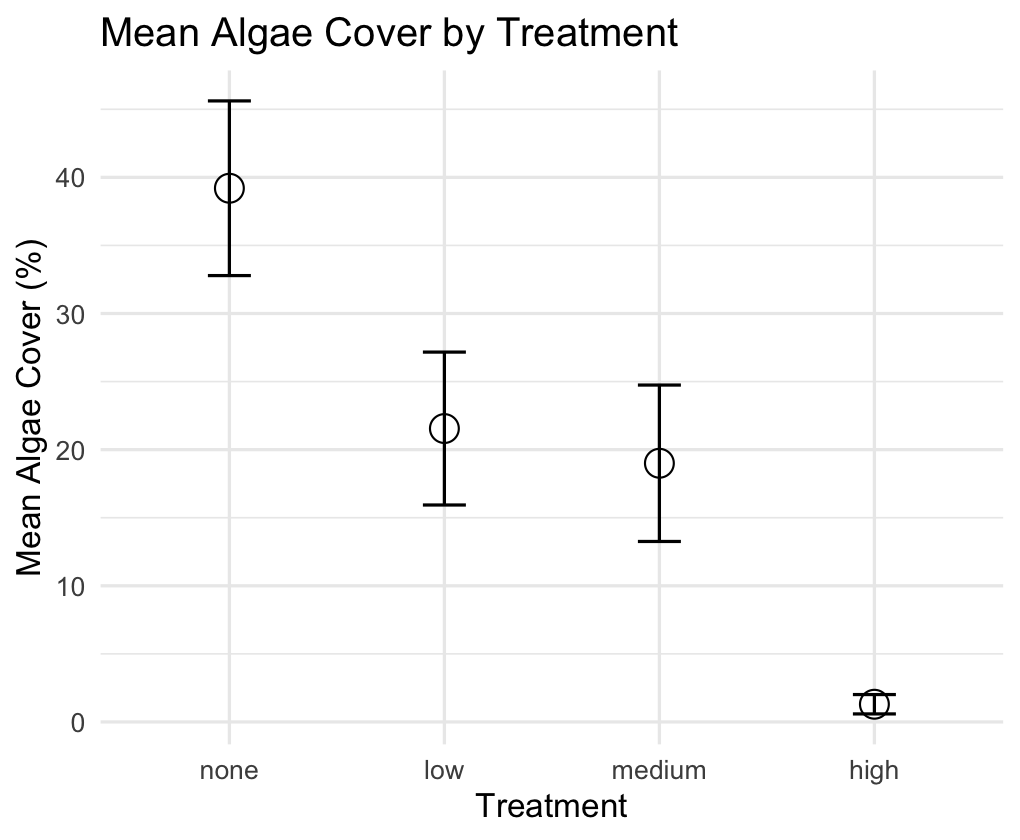 Mean Algae Cover by Treatment
Mean Algae Cover (%)
40
30
20
10
0
none low medium high
Treatment